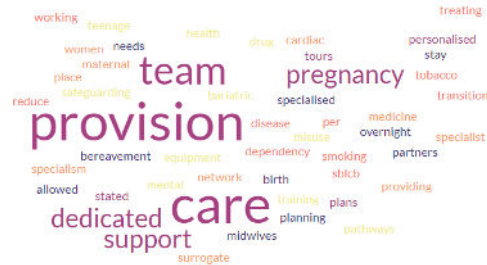 treating
working
teenage
health
drug cardiac personalised
women needs
tours stay
maternal
team pregnancy tobacco
place
safeguarding bariatric specialised transition
reduce
provision disease per medicine
misuse overnight specialist
bereavement equipment dependency smoking partners
specialism network birth sblcb
allowed mental providing
stated care training plans
dedicated planning
pathways
support midwives
surrogate